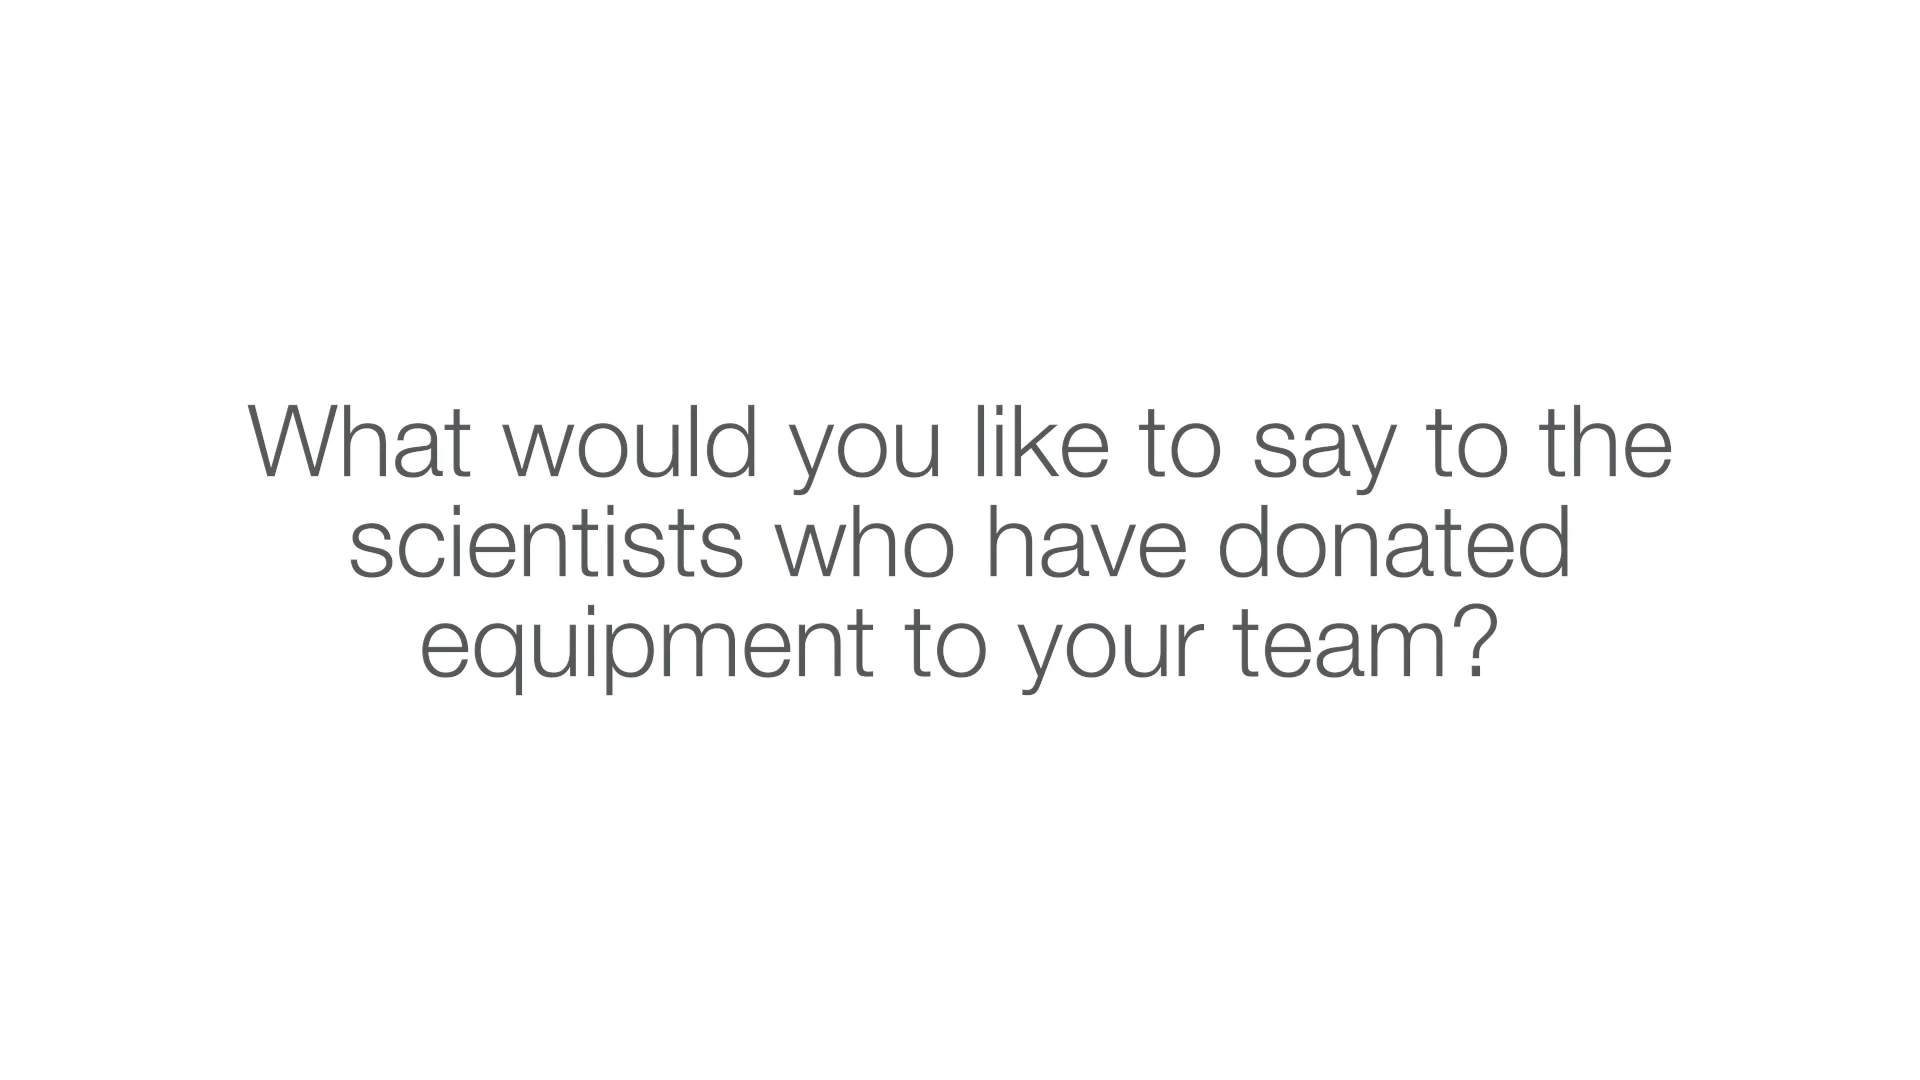 What would you like to say to the
scientists who have donated
equipment to your team?